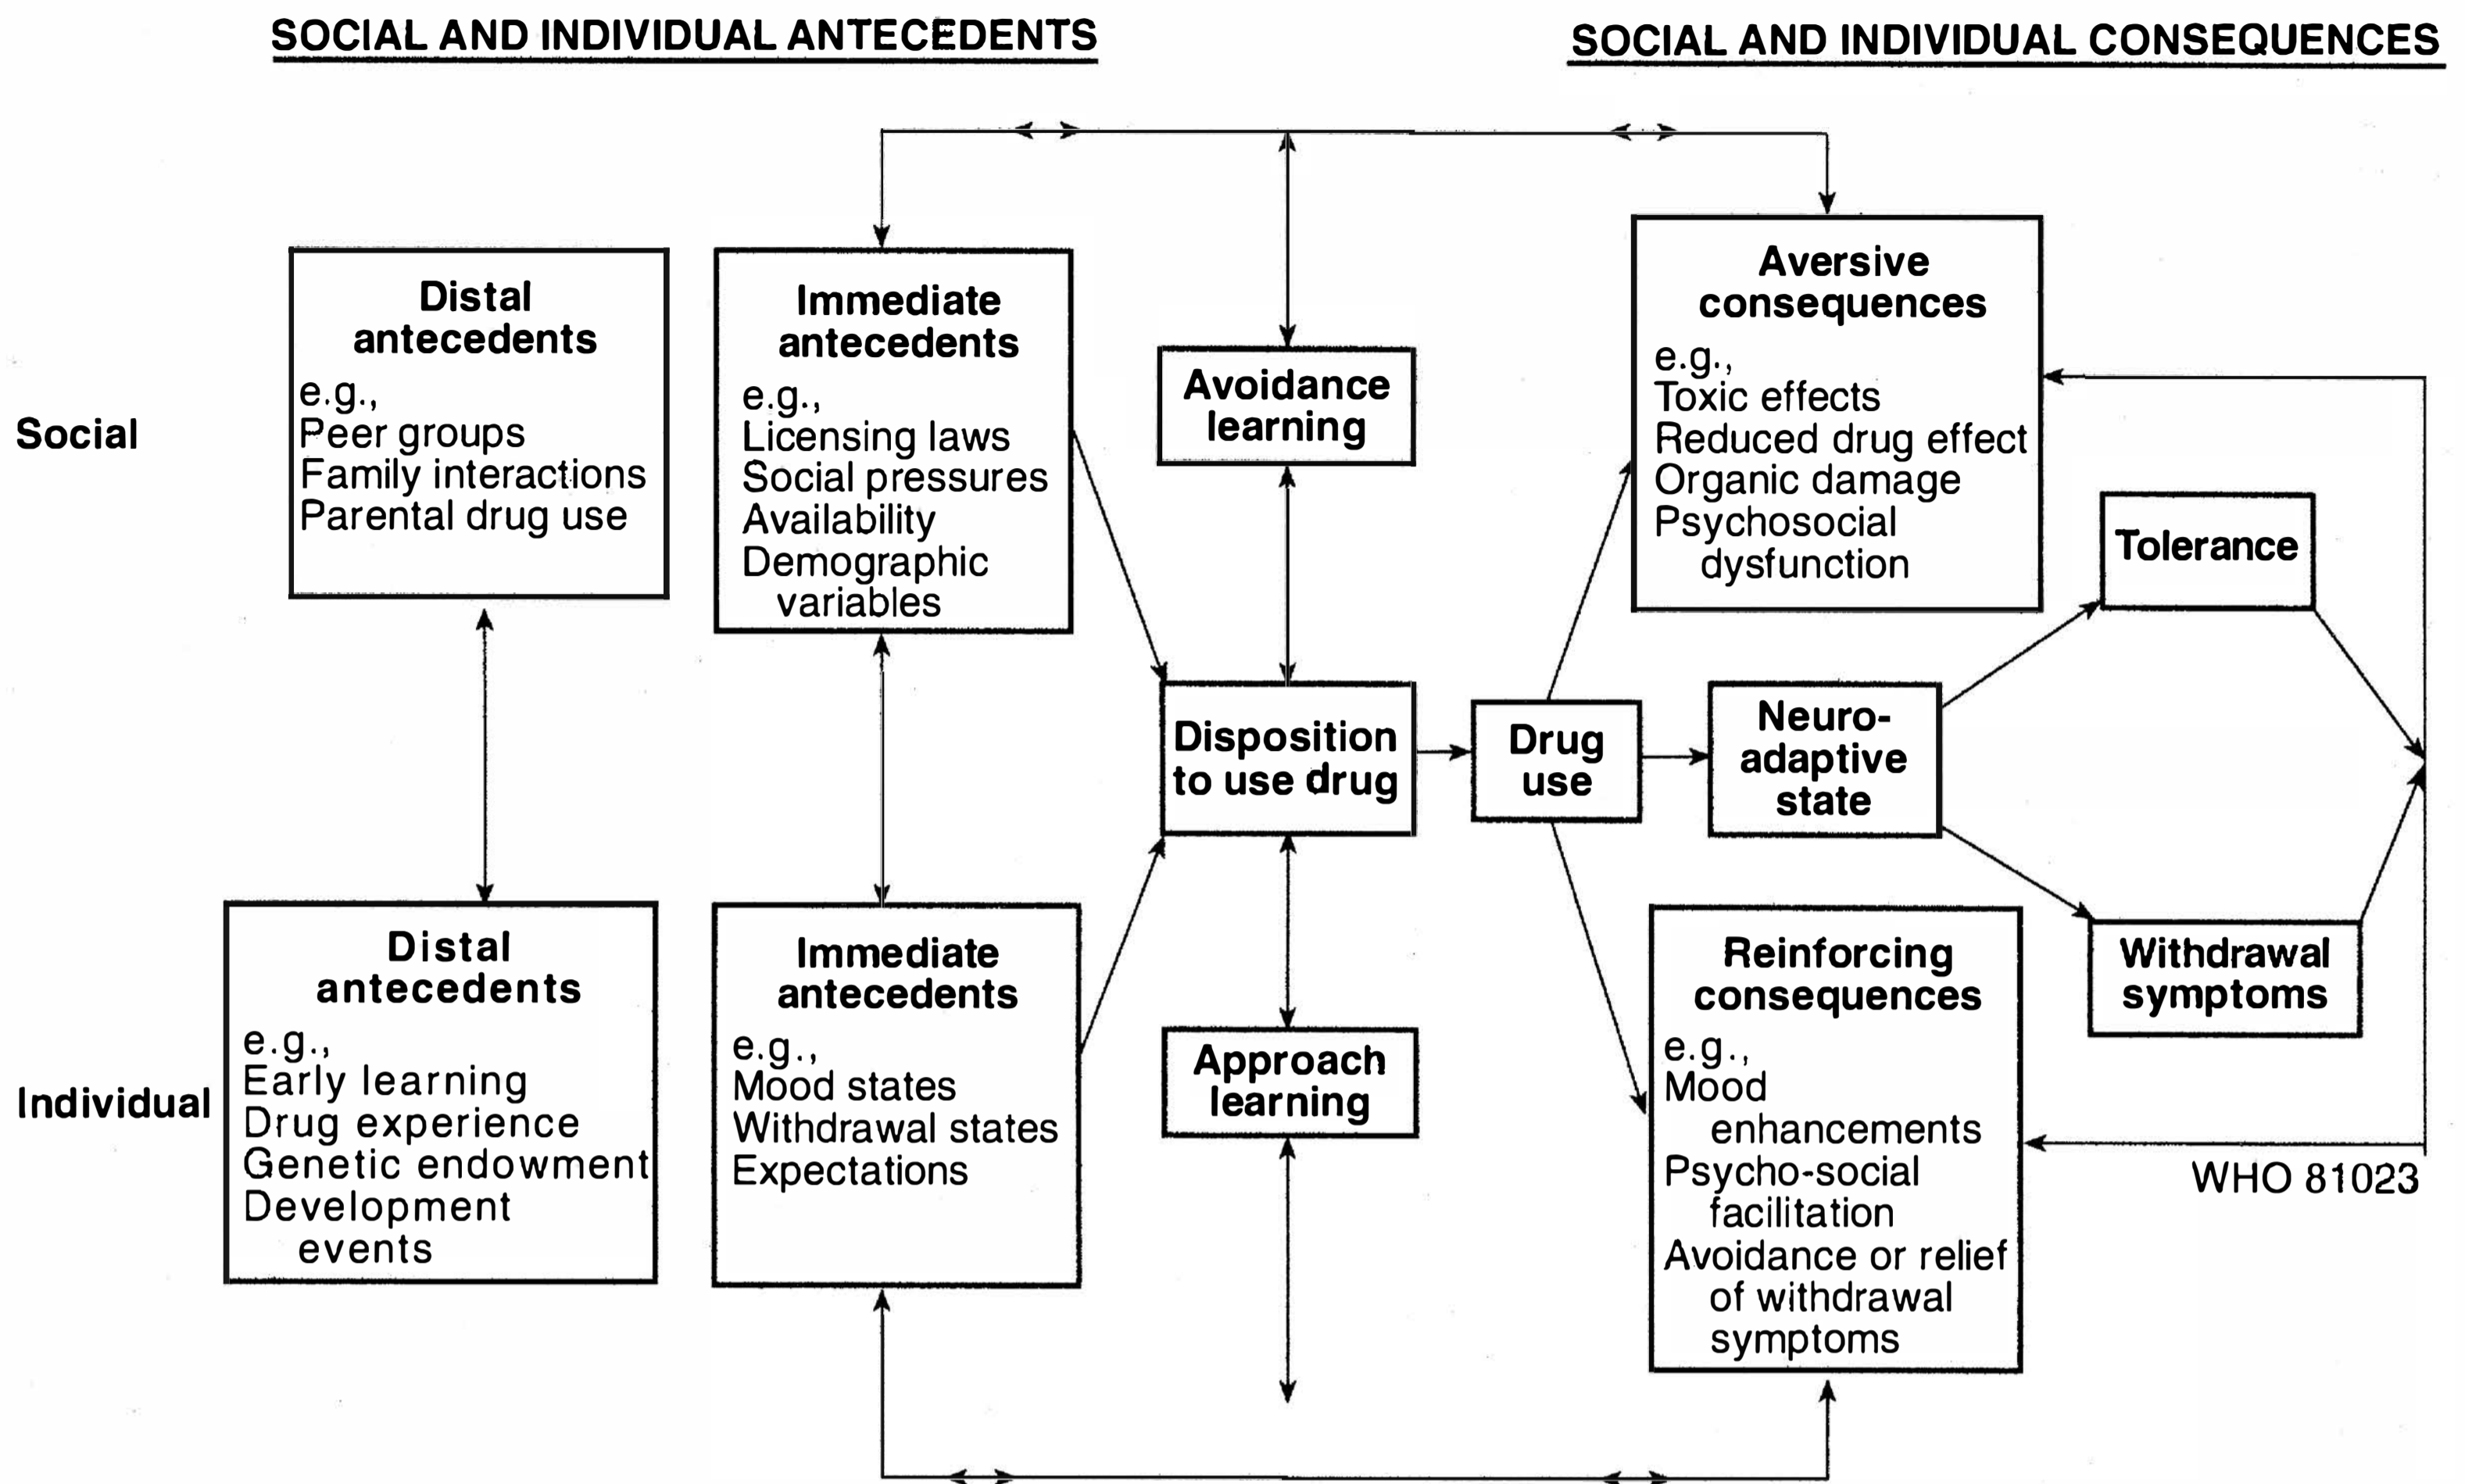 SOCIAL AND INDIVIDUAL ANTECEDENTS
SOCIAL AND INDIVIDUAL CONSEQUENCES
Social
Distal
antecedents
e.g.,
Peer groups
Family interactions
Parental drug use
Immediate
antecedents
e.g.,
Licensing laws
Social pressures
Availability
Demographic
variables
Avoidance
learning
Aversive
consequences
e.g.,
Toxic effects
Reduced drug effect
Organic damage
Psychosocial
dysfunction
Tolerance
Disposition
to use drug
Drug
use
Neuro-
adaptive
state
Individual
Distal
antecedents
e.g.,
Early learning
Drug experience
Genetic endowment
Development
events
Immediate
antecedents
e.g.,
Mood states
Withdrawal states
Expectations
Approach
learning
Reinforcing
consequences
e.g.,
Mood
enhancements
Psycho-social
facilitation
Avoidance or relief
of withdrawal
symptoms
Withdrawal
symptoms
WHO 81023